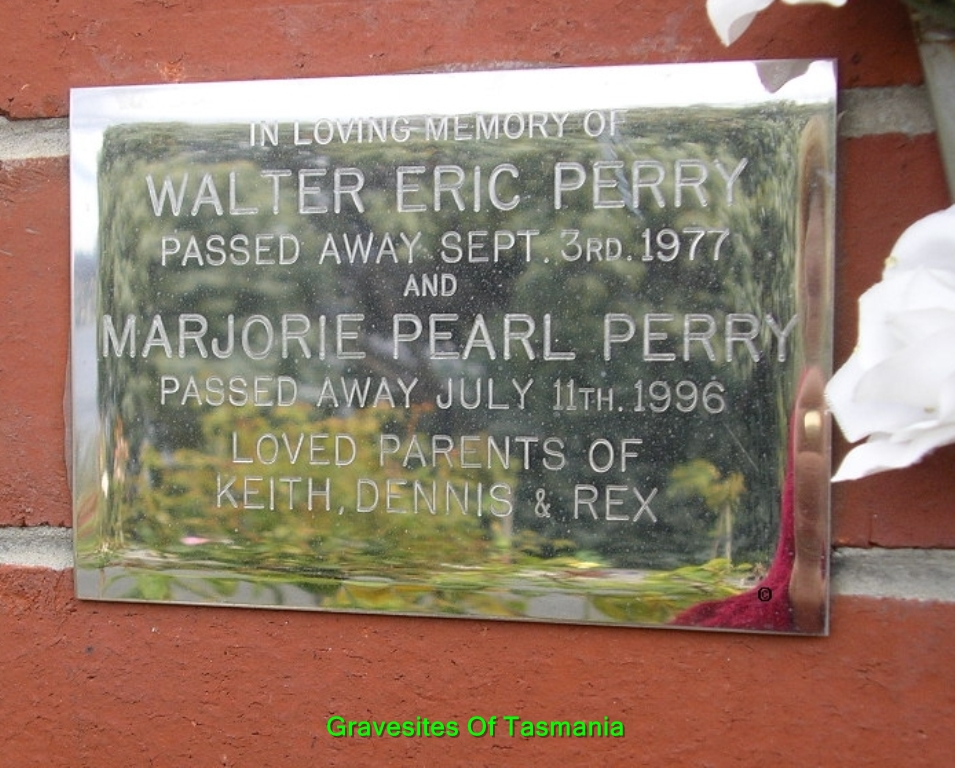 IN LOVING MEMORY OF
WALTER ERIC PERRY
PASSED AWAY SEPT. 3RD. 1977
AND
MARJORIE PEARL PERRY
PASSED AWAY JULY 11TH. 1996
LOVED PARENTS OF
KEITH, DENNIS & REX
©
Gravesites Of Tasmania